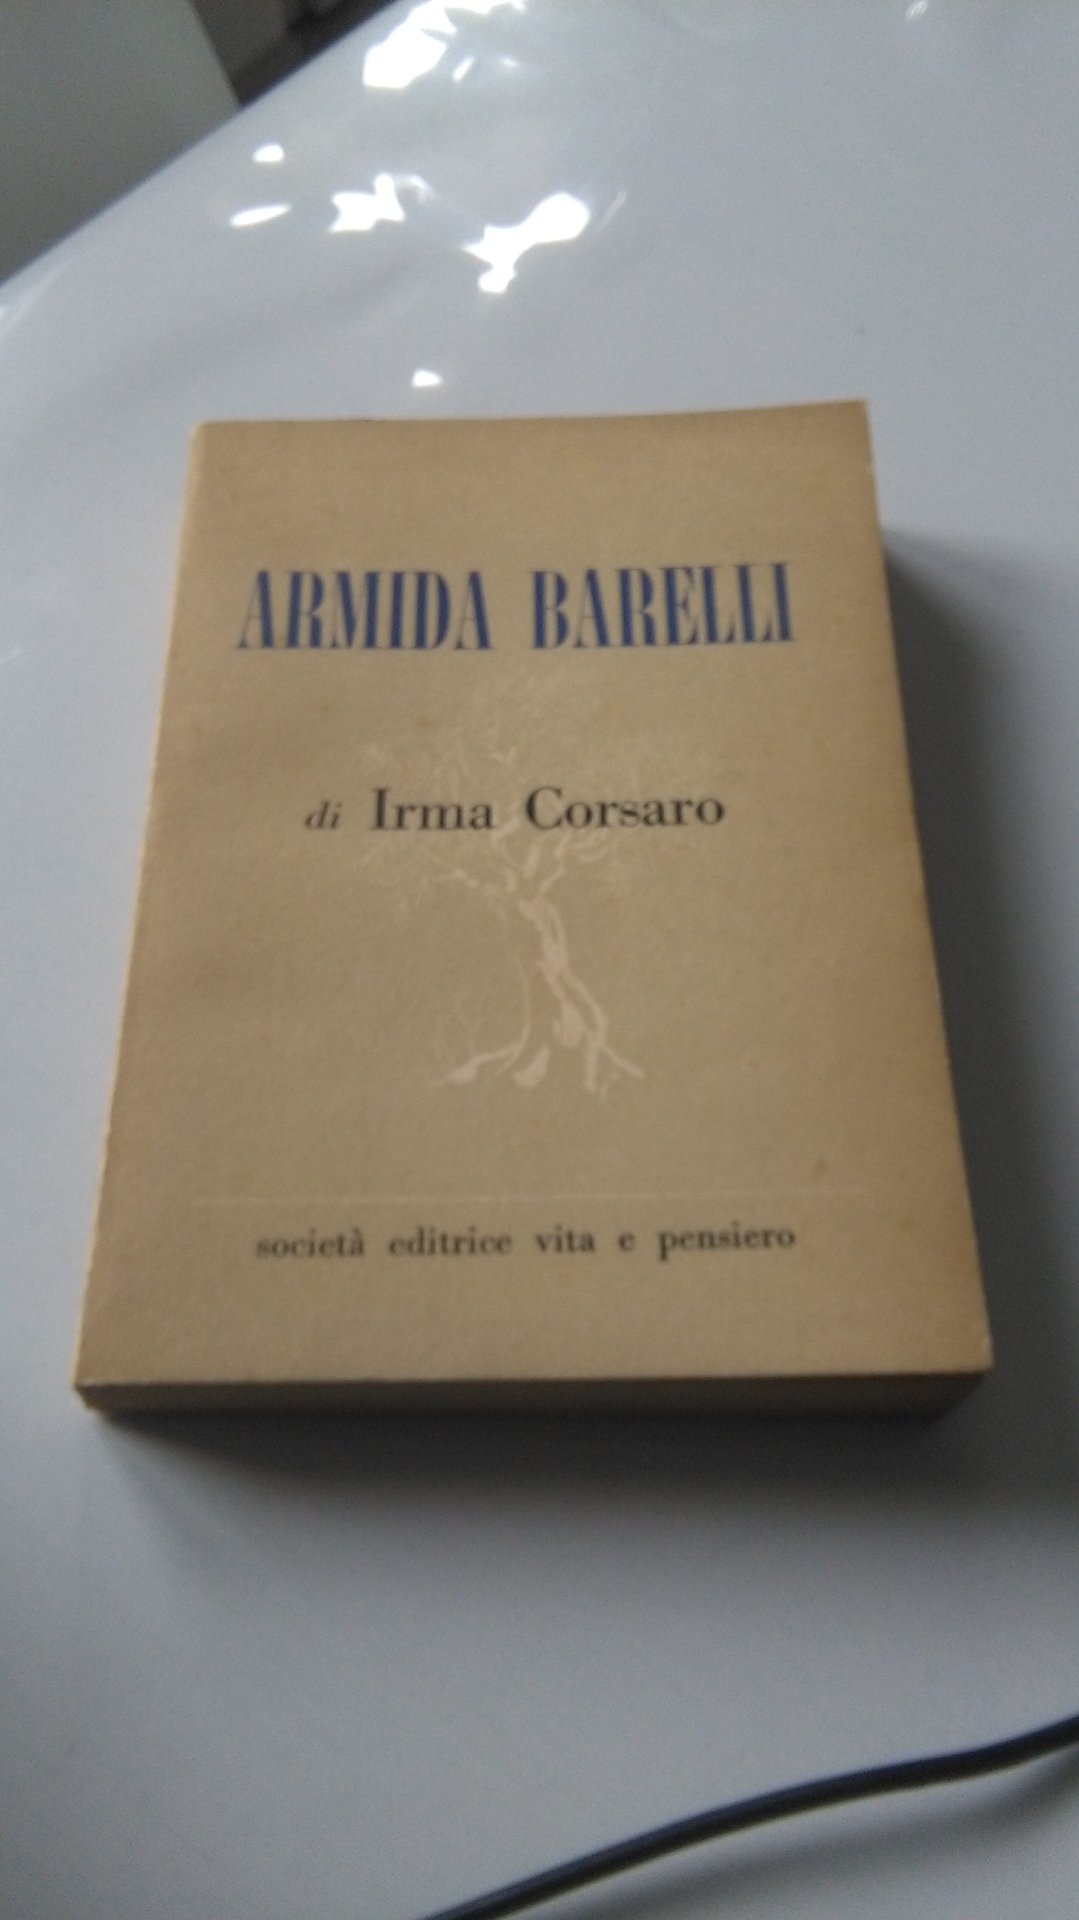 ARMIDA BARELLI
di Irma Corsaro
società editrice vita e pensiero